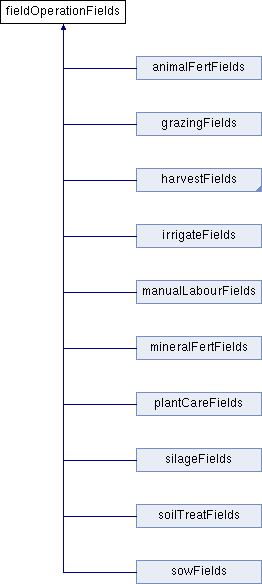 fieldOperationFields
animalFertFields
grazingFields
harvestFields
irrigateFields
manualLabourFields
mineralFertFields
plantCareFields
silageFields
soilTreatFields
sowFields